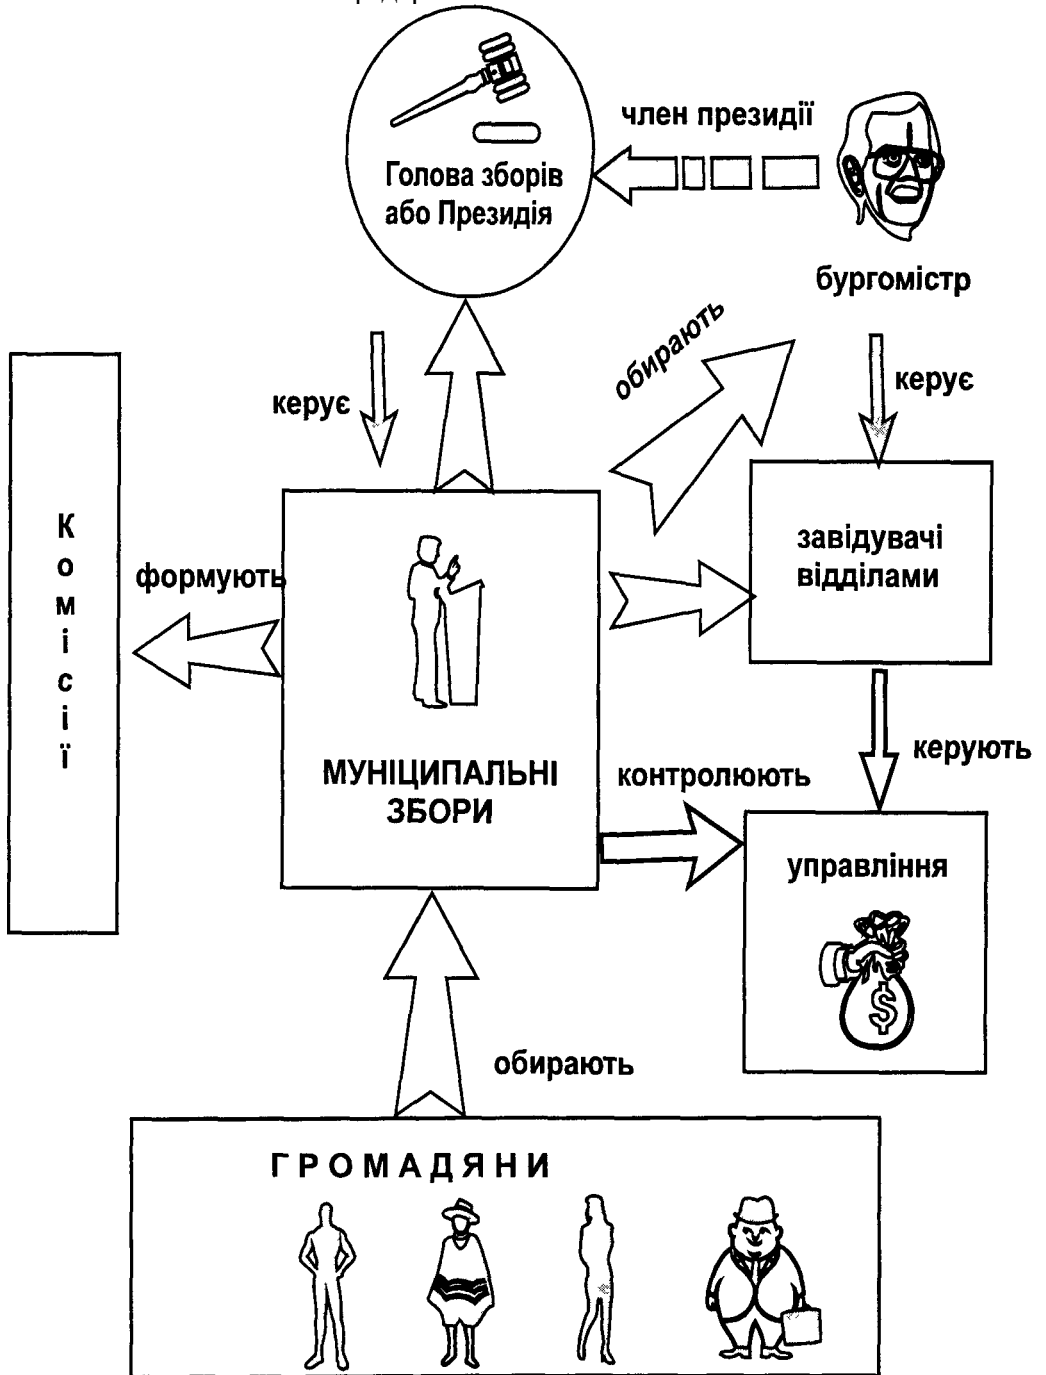 член президії
Голова зборів
або Президія
бургомістр
обирають
керує
керує
Комісії
формують
завідувачі
відділами
керують
МУНІЦИПАЛЬНІ
ЗБОРИ
контролюють
управління
$
обирають
ГРОМАДЯНИ